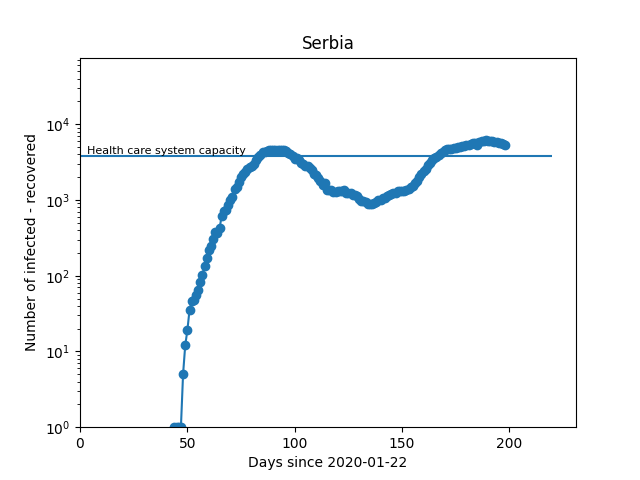 Serbia
Number of infected - recovered
10^4
10^3
10^2
10^1
10^0
Health care system capacity
0 50 100 150 200
Days since 2020-01-22